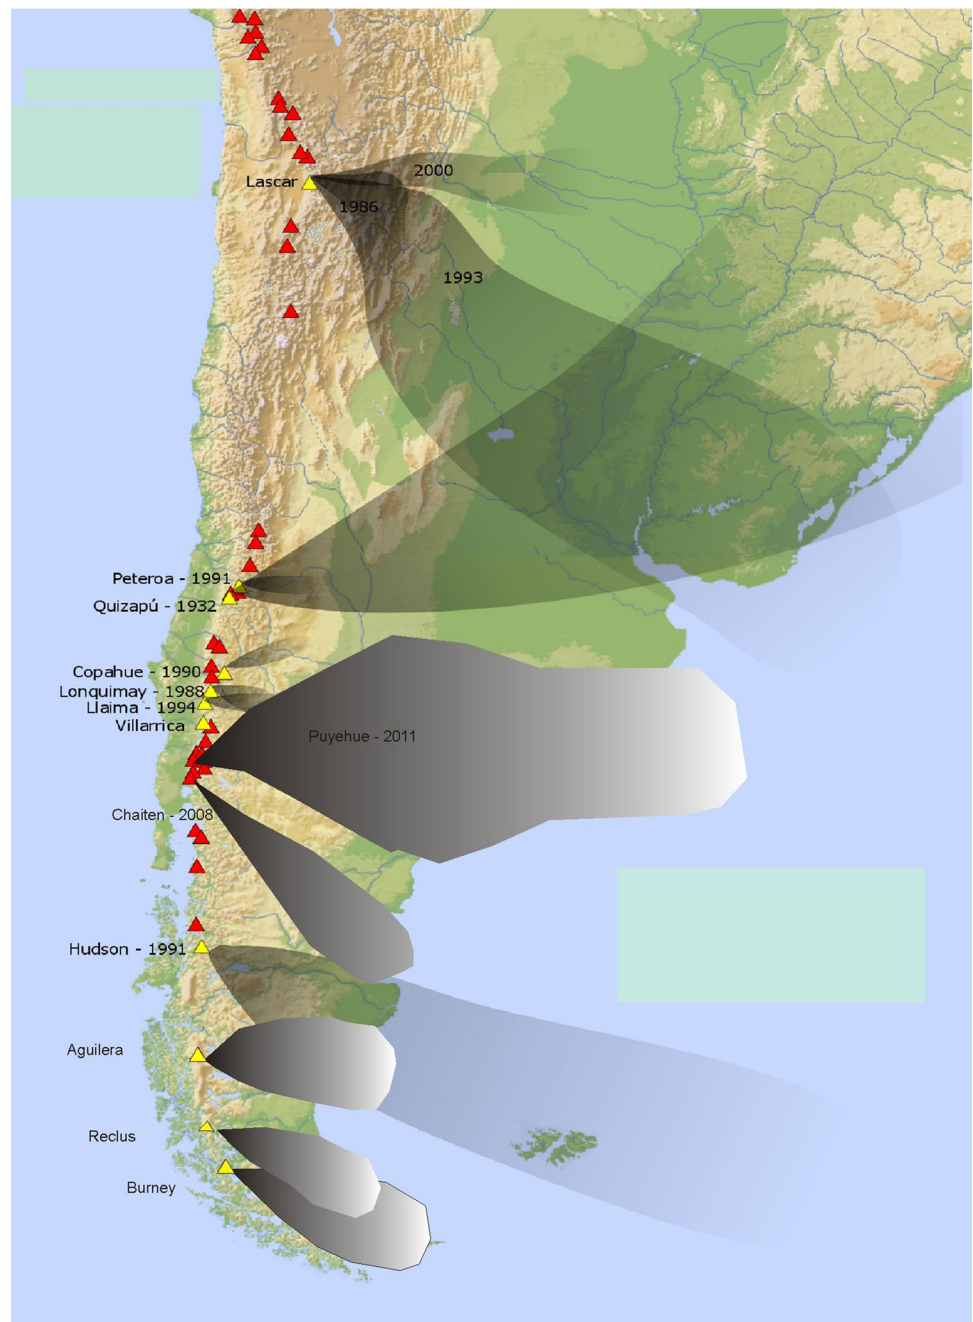 2000
Lascar
1986
1993
Peteroa - 1991
Quizapú - 1932
Copahue - 1990
Lonquimay - 1988
Llaima - 1994
Villarrica
Puyehue - 2011
Chaiten - 2008
Hudson - 1991
Aguilera
Reclus
Burney